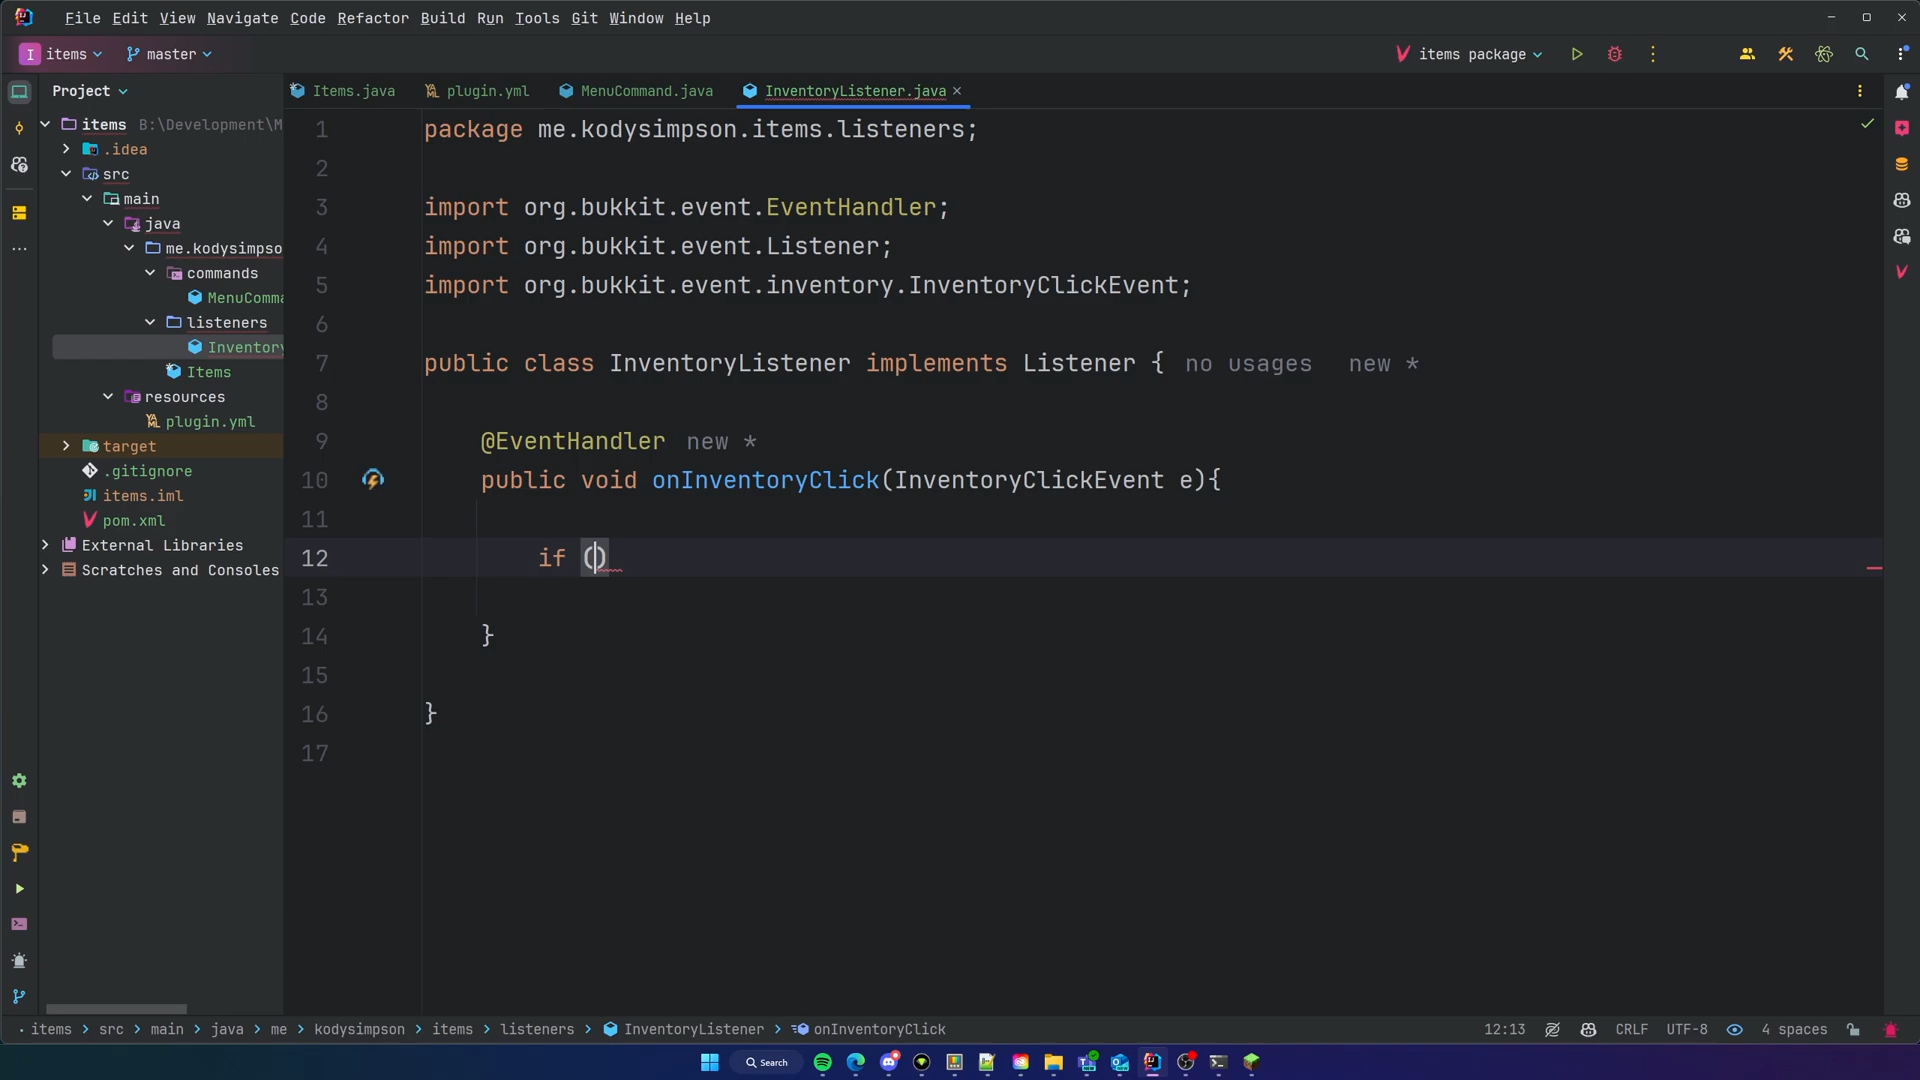 File Edit View Navigate Code Refactor Build Run Tools Git Window Help
I items master items package
Project
Items.java plugin.yml MenuCommand.java InventoryListener.java
items B:\Development\M
.idea
src
main
java
me.kodysimpso
commands
MenuComma
listeners
Inventory
Items
resources
plugin.yml
target
.gitignore
items.iml
pom.xml
External Libraries
Scratches and Consoles
1 package me.kodysimpson.items.listeners;
2
3 import org.bukkit.event.EventHandler;
4 import org.bukkit.event.Listener;
5 import org.bukkit.event.inventory.InventoryClickEvent;
6
7 public class InventoryListener implements Listener { no usages new *
8
9 @EventHandler new *
10 public void onInventoryClick(InventoryClickEvent e){
11
12 if ()
13
14 }
15
16 }
17
items > src > main > java > me > kodysimpson > items > listeners > InventoryListener > onInventoryClick 12:13 CRLF UTF-8 4 spaces
Search